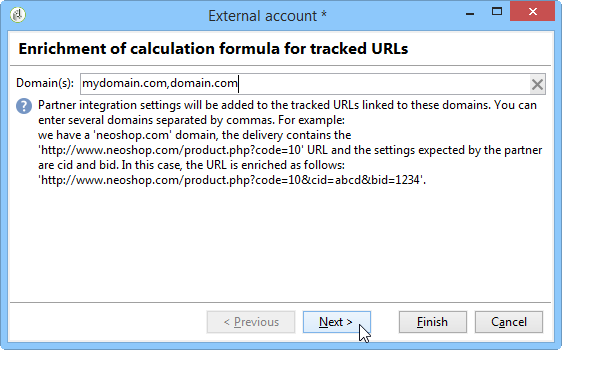 External account *
Enrichment of calculation formula for tracked URLs
Domain(s): mydomain.com,domain.com
Partner integration settings will be added to the tracked URLs linked to these domains. You can
enter several domains separated by commas. For example:
we have a 'neoshop.com' domain, the delivery contains the
'http://www.neoshop.com/product.php?code=10' URL and the settings expected by the partner
are cid and bid. In this case, the URL is enriched as follows:
'http://www.neoshop.com/product.php?code=10&cid=abcd&bid=1234'.
< Previous Next > Finish Cancel